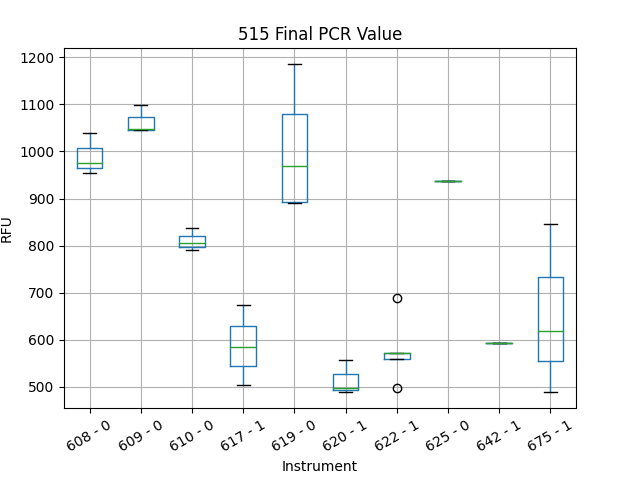 515 Final PCR Value
RFU
1200
1100
1000
900
800
700
600
500
608 - 0
609 - 0
610 - 0
617 - 1
619 - 0
620 - 1
622 - 1
625 - 0
642 - 1
675 - 1
Instrument